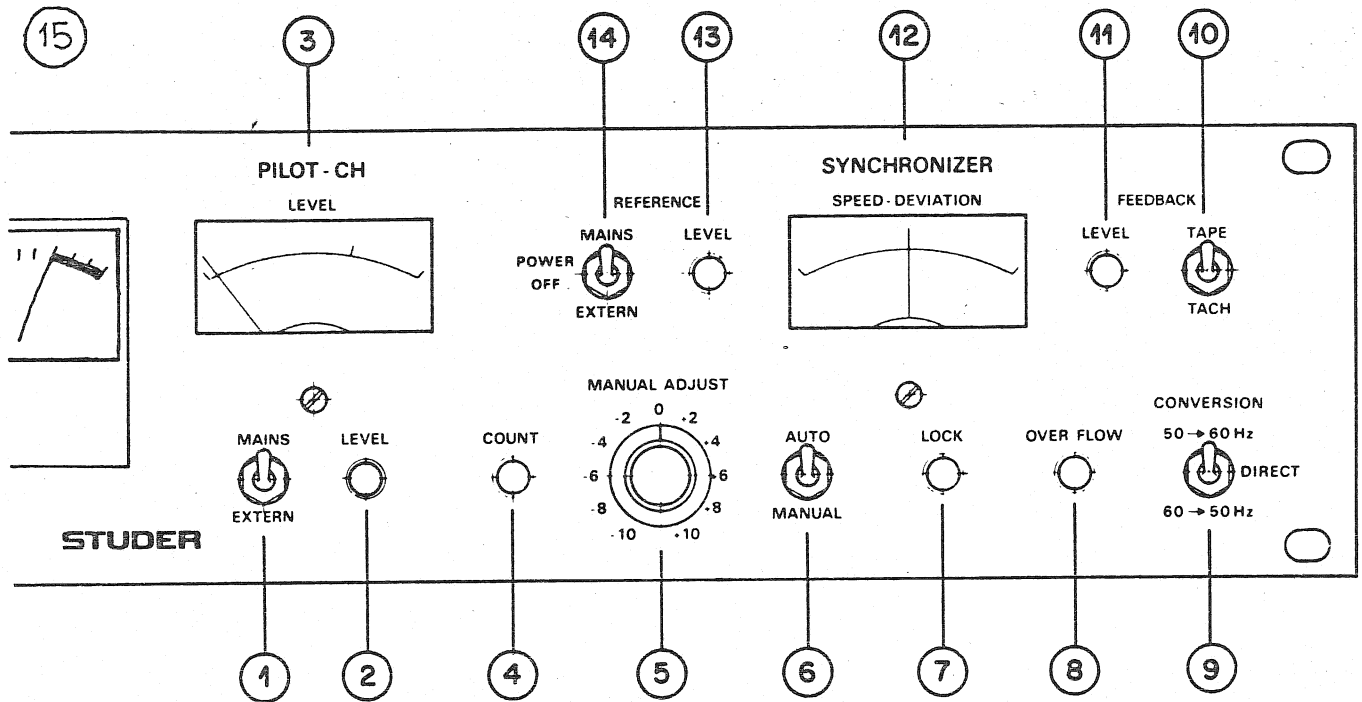 15
3
14
13
12
11
10
PILOT - CH
LEVEL
REFERENCE
MAINS
POWER
OFF
EXTERN
LEVEL
SYNCHRONIZER
SPEED - DEVIATION
FEEDBACK
LEVEL
TAPE
TACH
MAINS
EXTERN
LEVEL
COUNT
MANUAL ADJUST
0
-2 +2
-4 +4
-6 +6
-8 +8
-10 +10
AUTO
MANUAL
LOCK
OVER FLOW
CONVERSION
50 → 60 Hz
DIRECT
60 → 50 Hz
STUDER
1
2
4
5
6
7
8
9